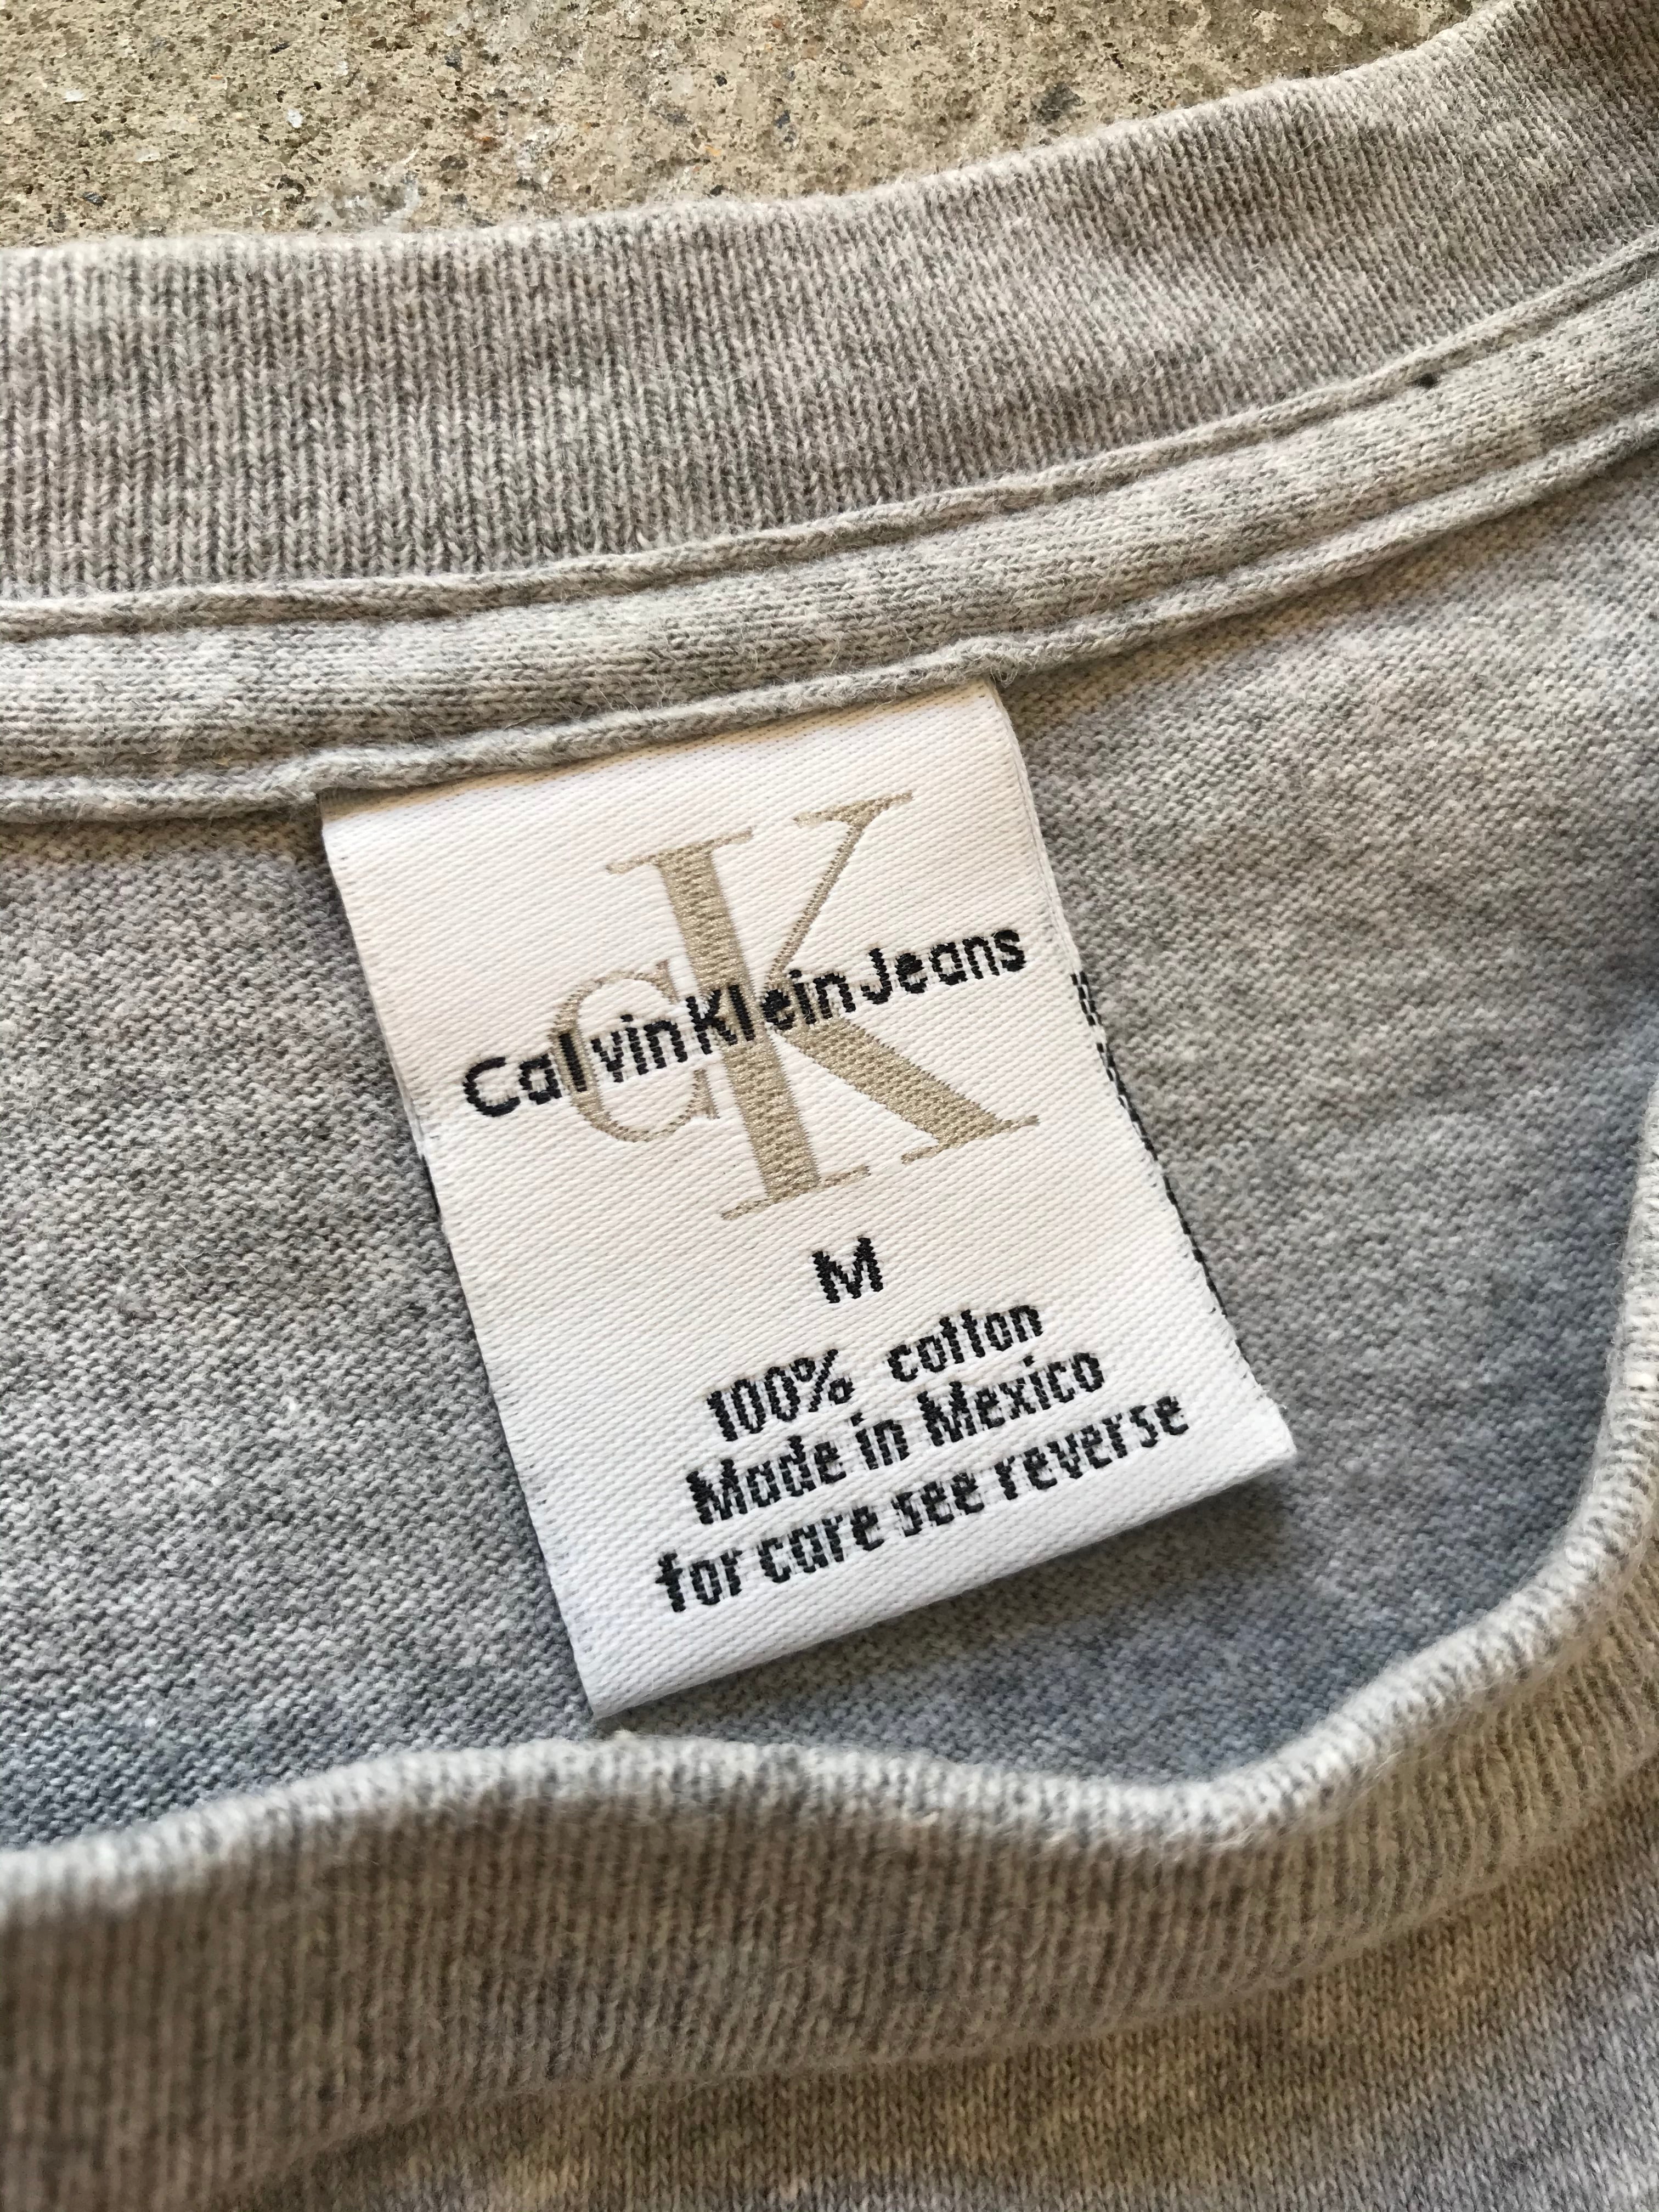 CK
Calvin Klein Jeans
M
100% cotton
Made in Mexico
for care see reverse